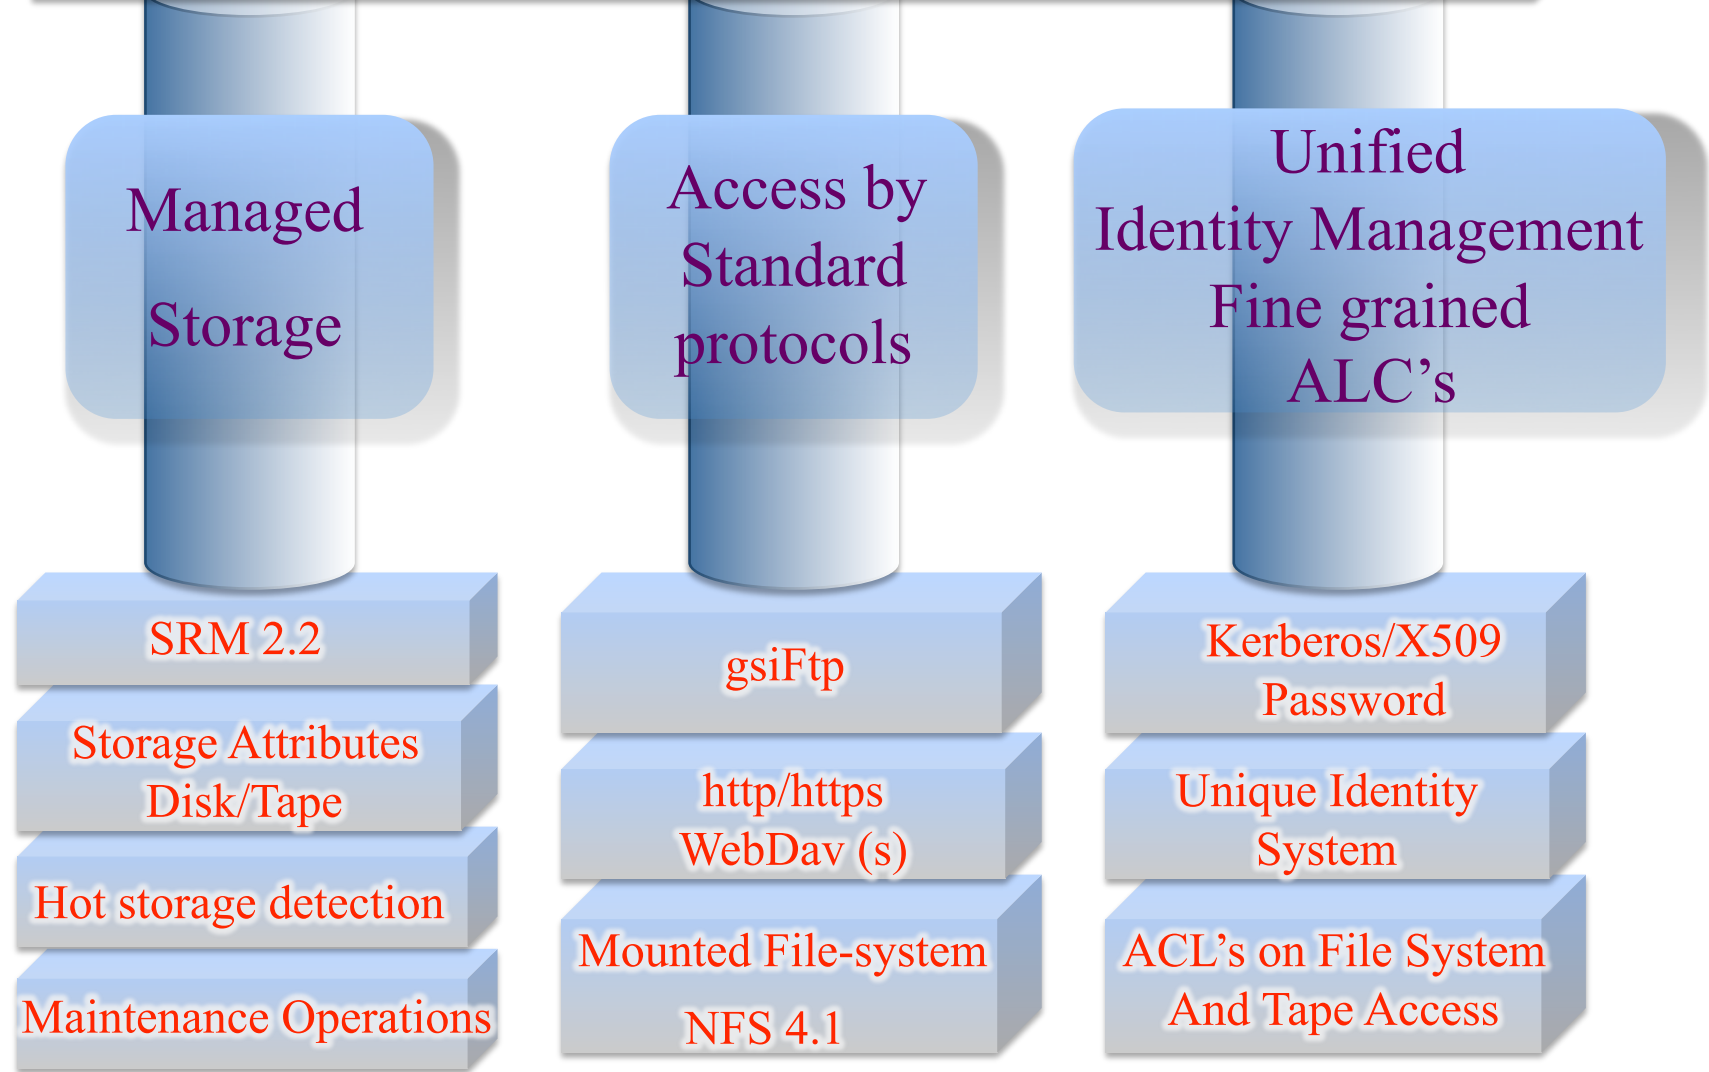 Managed
Storage
Access by
Standard
protocols
Unified
Identity Management
Fine grained
ALC’s
SRM 2.2
Storage Attributes
Disk/Tape
Hot storage detection
Maintenance Operations
gsiFtp
http/https
WebDav (s)
Mounted File-system
NFS 4.1
Kerberos/X509
Password
Unique Identity
System
ACL’s on File System
And Tape Access